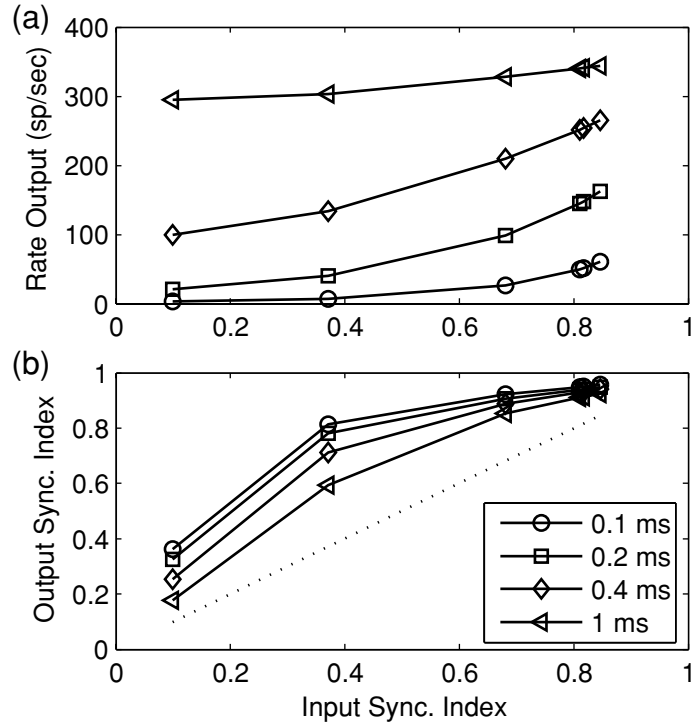 (a)
400
300
200
100
0
Rate Output (sp/sec)
0 0.2 0.4 0.6 0.8 1
(b)
1
0.8
0.6
0.4
0.2
0
Output Sync. Index
0.1 ms
0.2 ms
0.4 ms
1 ms
0 0.2 0.4 0.6 0.8 1
Input Sync. Index